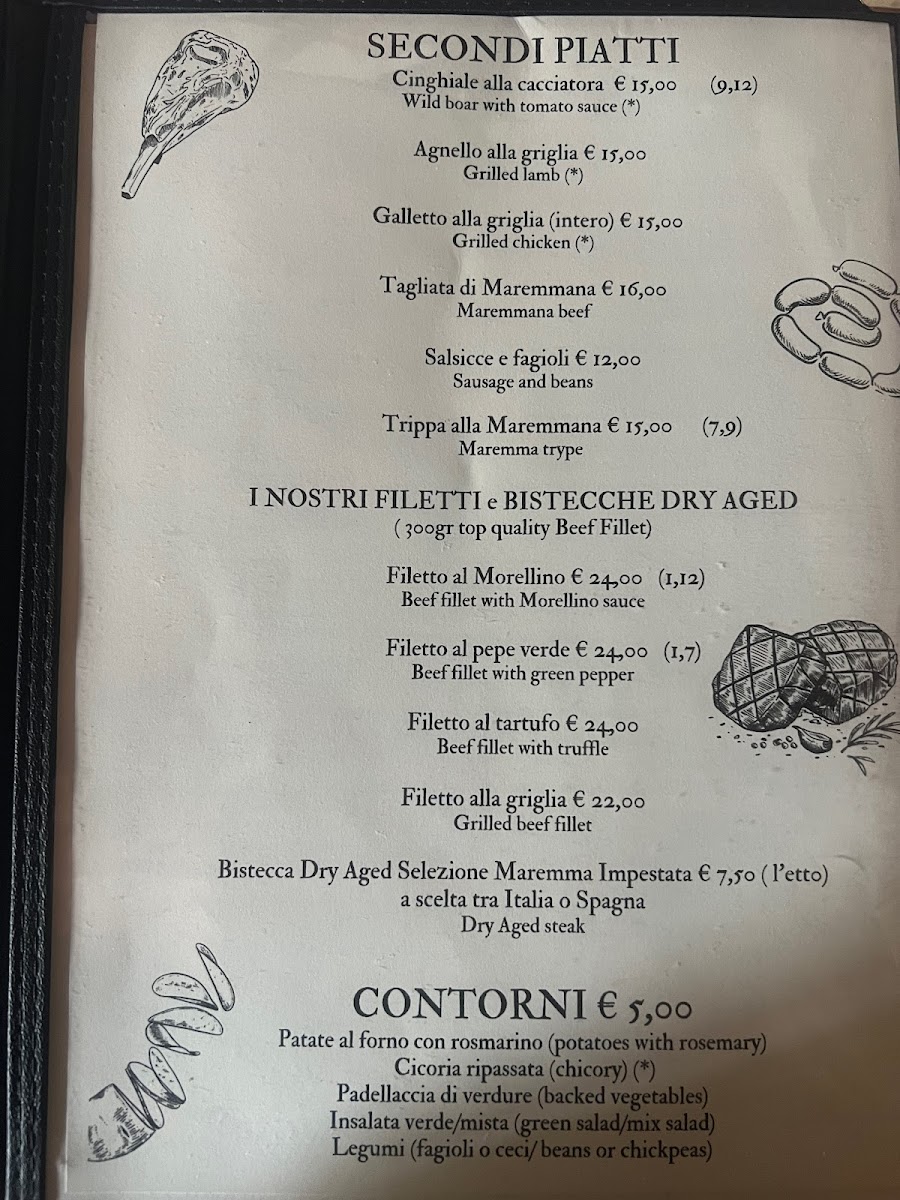 SECONDI PIATTI
Cinghiale alla cacciatora € 15,00 (9,12)
Wild boar with tomato sauce (*)
Agnello alla griglia € 15,00
Grilled lamb (*)
Galletto alla griglia (intero) € 15,00
Grilled chicken (*)
Tagliata di Maremmana € 16,00
Maremmana beef
Salsicce e fagioli € 12,00
Sausage and beans
Trippa alla Maremmana € 15,00 (7,9)
Maremma trype
I NOSTRI FILETTI e BISTECCHE DRY AGED
( 300gr top quality Beef Fillet)
Filetto al Morellino € 24,00 (1,12)
Beef fillet with Morellino sauce
Filetto al pepe verde € 24,00 (1,7)
Beef fillet with green pepper
Filetto al tartufo € 24,00
Beef fillet with truffle
Filetto alla griglia € 22,00
Grilled beef fillet
Bistecca Dry Aged Selezione Maremma Impestata € 7,50 ( l'etto)
a scelta tra Italia o Spagna
Dry Aged steak
CONTORNI € 5,00
Patate al forno con rosmarino (potatoes with rosemary)
Cicoria ripassata (chicory) (*)
Padellaccia di verdure (backed vegetables)
Insalata verde/mista (green salad/mix salad)
Legumi (fagioli o ceci/ beans or chickpeas)